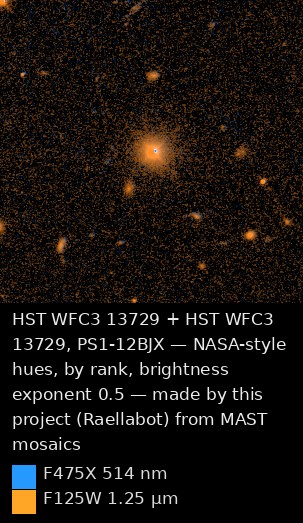 HST WFC3 13729 + HST WFC3
13729, PS1-12BJX — NASA-style
hues, by rank, brightness
exponent 0.5 — made by this
project (Raellabot) from MAST
mosaics
F475X 514 nm
F125W 1.25 µm